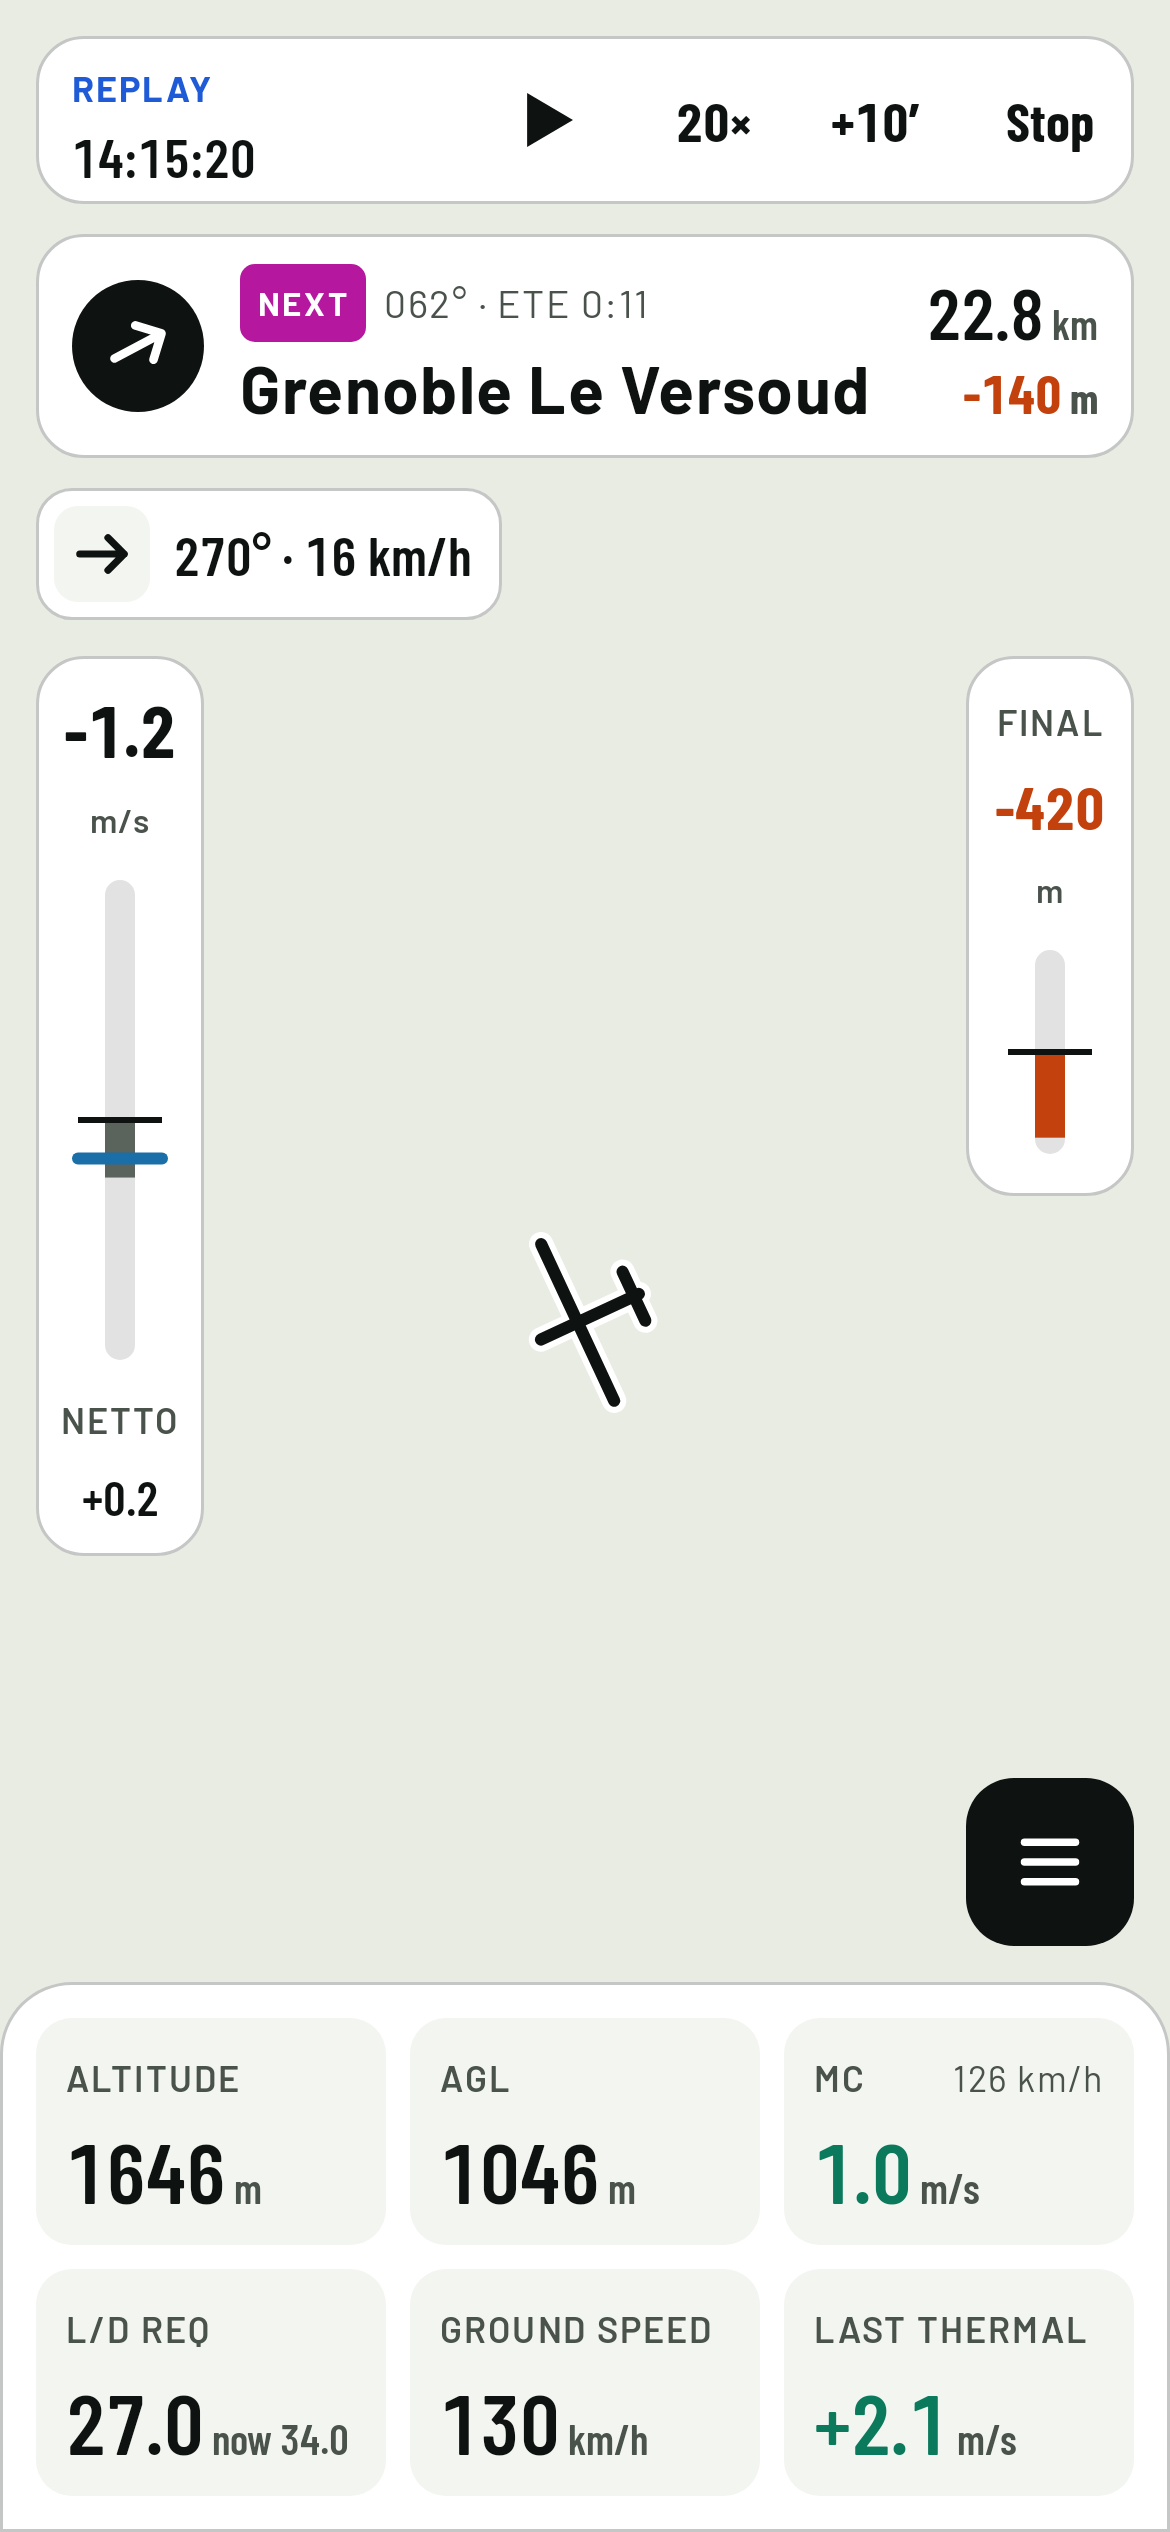 REPLAY
14:15:20
20×
+10′
Stop
NEXT 062° · ETE 0:11
Grenoble Le Versoud
22.8 km
-140 m
270° · 16 km/h
-1.2
m/s
NETTO
+0.2
FINAL
-420
m
ALTITUDE
1646 m
AGL
1046 m
MC 126 km/h
1.0 m/s
L/D REQ
27.0 now 34.0
GROUND SPEED
130 km/h
LAST THERMAL
+2.1 m/s